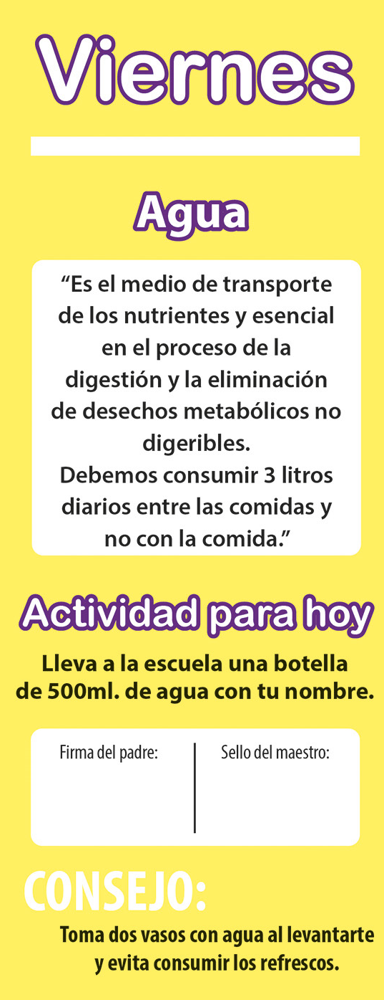 Viernes
Agua
“Es el medio de transporte
de los nutrientes y esencial
en el proceso de la
digestión y la eliminación
de desechos metabólicos no
digeribles.
Debemos consumir 3 litros
diarios entre las comidas y
no con la comida.”
Actividad para hoy
Lleva a la escuela una botella
de 500ml. de agua con tu nombre.
Firma del padre:
Sello del maestro:
CONSEJO:
Toma dos vasos con agua al levantarte
y evita consumir los refrescos.